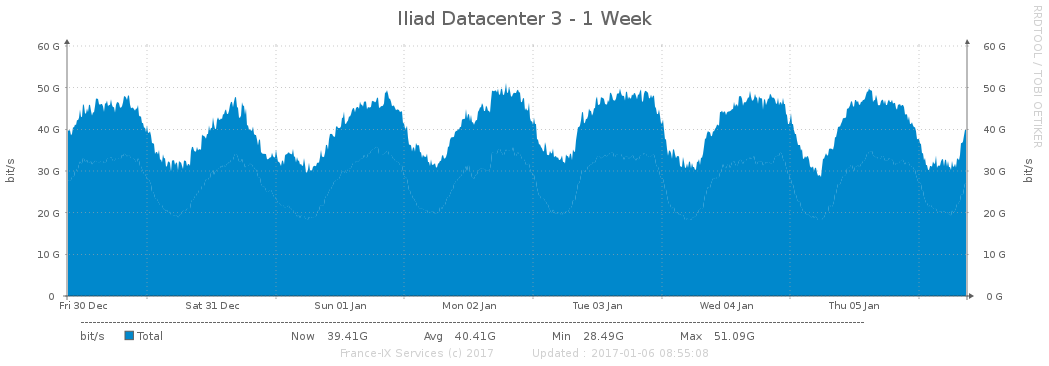 Iliad Datacenter 3 - 1 Week
RRDTOOL / TOBI OETIKER
60 G 60 G
50 G 50 G
40 G 40 G
30 G 30 G
20 G 20 G
10 G 10 G
0 0 G
bit/s bit/s
Fri 30 Dec Sat 31 Dec Sun 01 Jan Mon 02 Jan Tue 03 Jan Wed 04 Jan Thu 05 Jan
bit/s Total Now 39.41G Avg 40.41G Min 28.49G Max 51.09G
France-IX Services (c) 2017 Updated : 2017-01-06 08:55:08